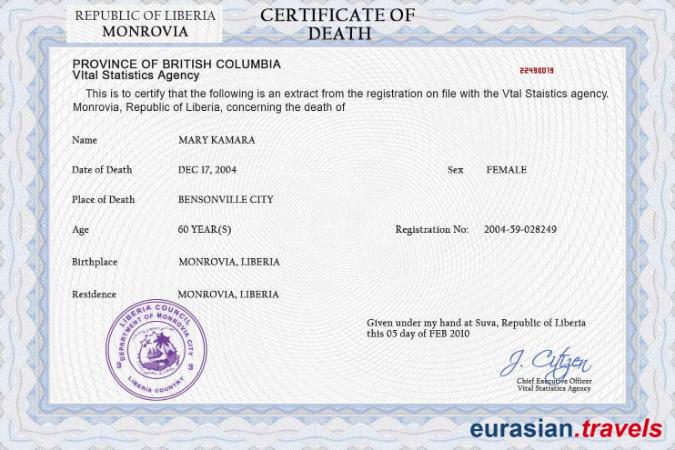 REPUBLIC OF LIBERIA
MONROVIA
CERTIFICATE OF
DEATH
PROVINCE OF BRITISH COLUMBIA
Vital Statistics Agency
22490019
This is to certify that the following is an extract from the registration on file with the Vtal Staistics agency.
Monrovia, Republic of Liberia, concerning the death of
Name MARY KAMARA
Date of Death DEC 17, 2004 Sex FEMALE
Place of Death BENSONVILLE CITY
Age 60 YEAR(S) Registration No: 2004-59-028249
Birthplace MONROVIA, LIBERIA
Residence MONROVIA, LIBERIA
LIBERIA COUNCIL
DEPARTMENT OF MONROVIA CITY
3 3
LIBERIA COUNTRY
Given under my hand at Suva, Republic of Liberia
this 05 day of FEB 2010
J. Citizen
Chief Executive Officer
Vital Statistics Agency
eurasian.travels